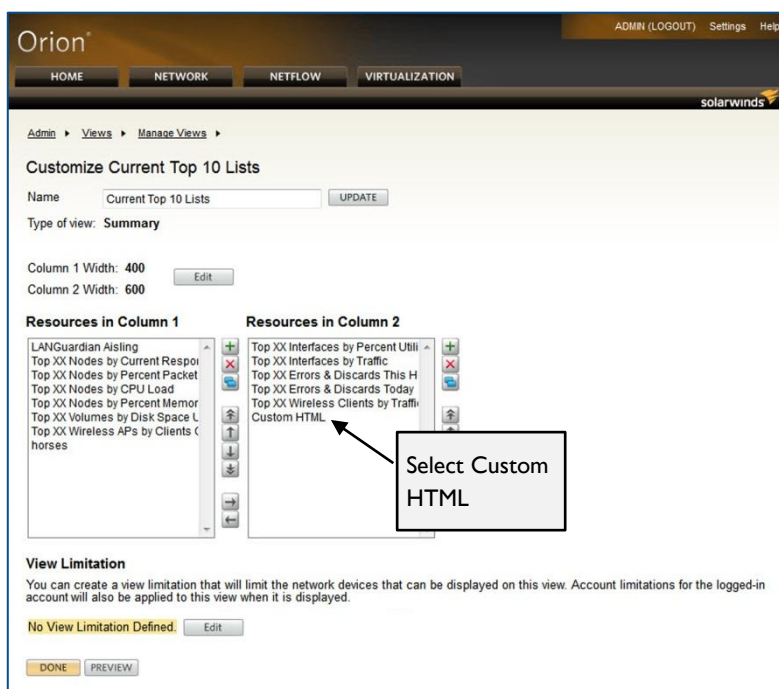 ADMIN (LOGOUT) Settings Help
Orion
HOME NETWORK NETFLOW VIRTUALIZATION
solarwinds
Admin Views Manage Views
Customize Current Top 10 Lists
Name Current Top 10 Lists UPDATE
Type of view: Summary
Column 1 Width: 400
Edit
Column 2 Width: 600
Resources in Column 1
LANGuardian Aisling
Top XX Nodes by Current Respon
Top XX Nodes by Percent Packet
Top XX Nodes by CPU Load
Top XX Nodes by Percent Memor
Top XX Volumes by Disk Space U
Top XX Wireless APs by Clients C
horses
Resources in Column 2
Top XX Interfaces by Percent Utili
Top XX Interfaces by Traffic
Top XX Errors & Discards This H
Top XX Errors & Discards Today
Top XX Wireless Clients by Traffi
Custom HTML
Select Custom
HTML
View Limitation
You can create a view limitation that will limit the network devices that can be displayed on this view. Account limitations for the logged-in
account will also be applied to this view when it is displayed.
No View Limitation Defined. Edit
DONE PREVIEW